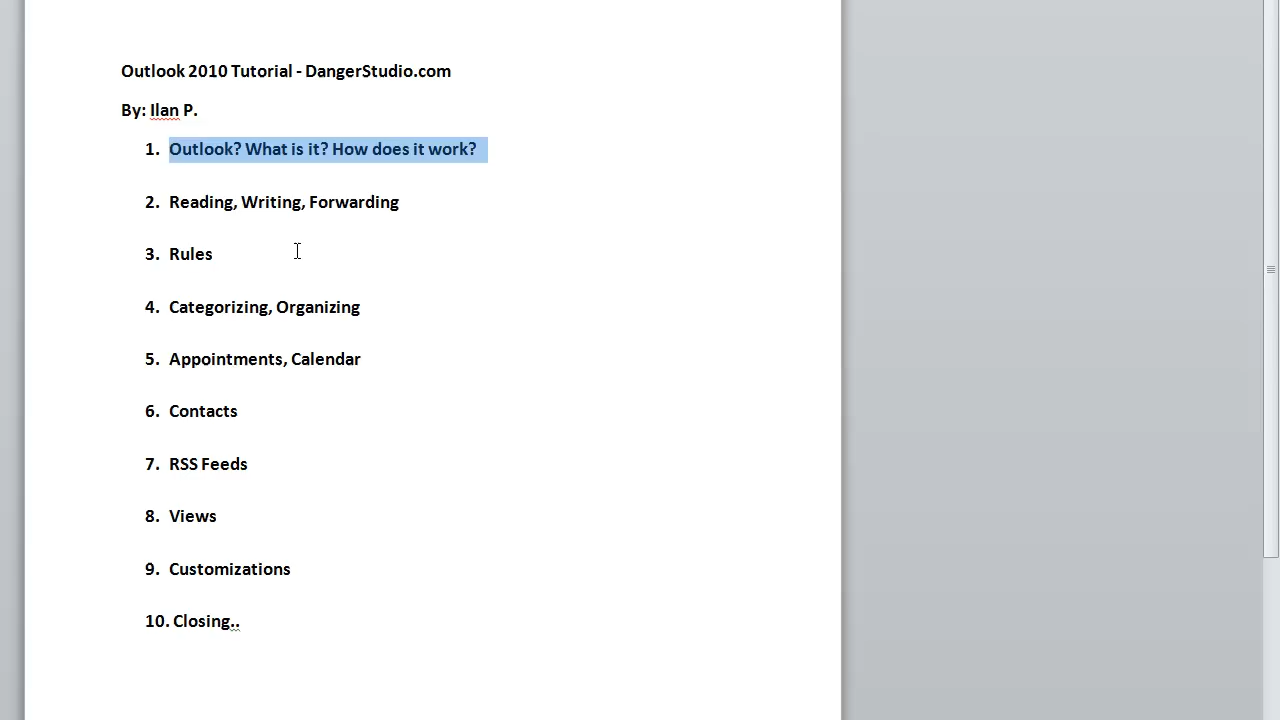 Outlook 2010 Tutorial - DangerStudio.com
By: Ilan P.
1. Outlook? What is it? How does it work?
2. Reading, Writing, Forwarding
3. Rules
4. Categorizing, Organizing
5. Appointments, Calendar
6. Contacts
7. RSS Feeds
8. Views
9. Customizations
10. Closing..